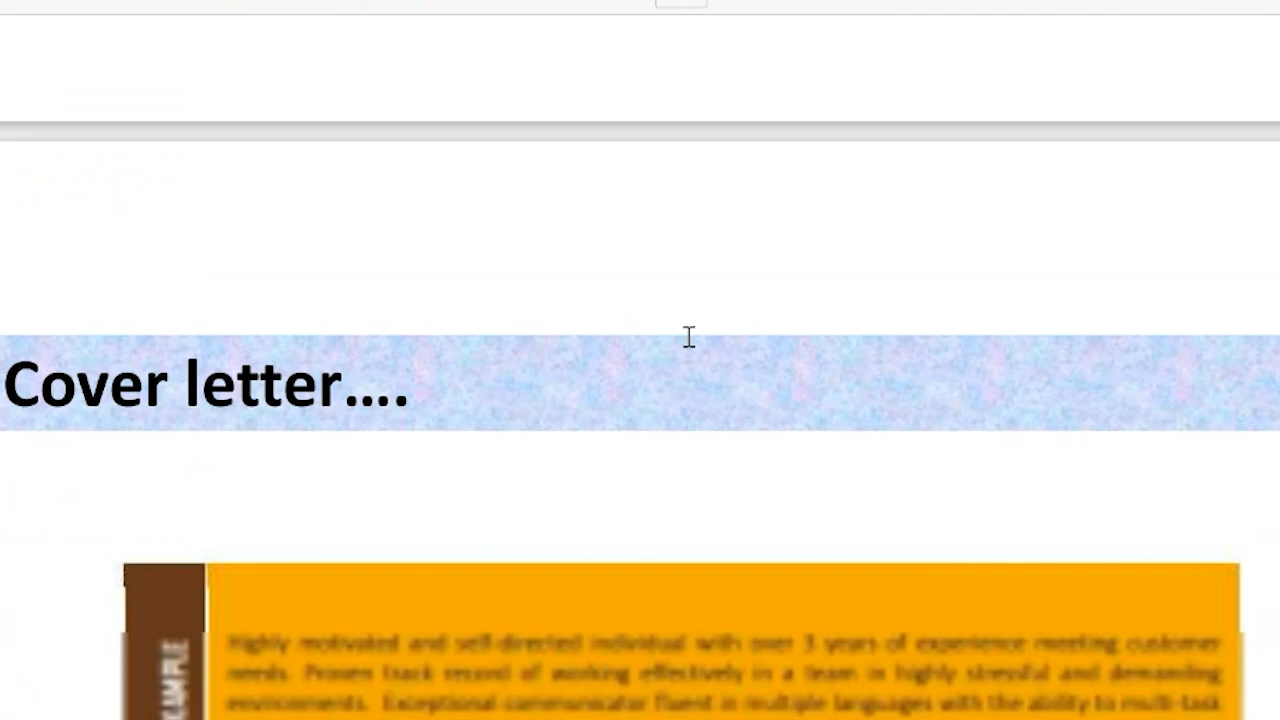 Cover letter....
Highly motivated and self-directed individual with over 3 years of experience meeting customer
needs. Proven track record of working effectively in a team in highly stressful and demanding
environments. Exceptional communicator fluent in multiple languages with the ability to multi-task